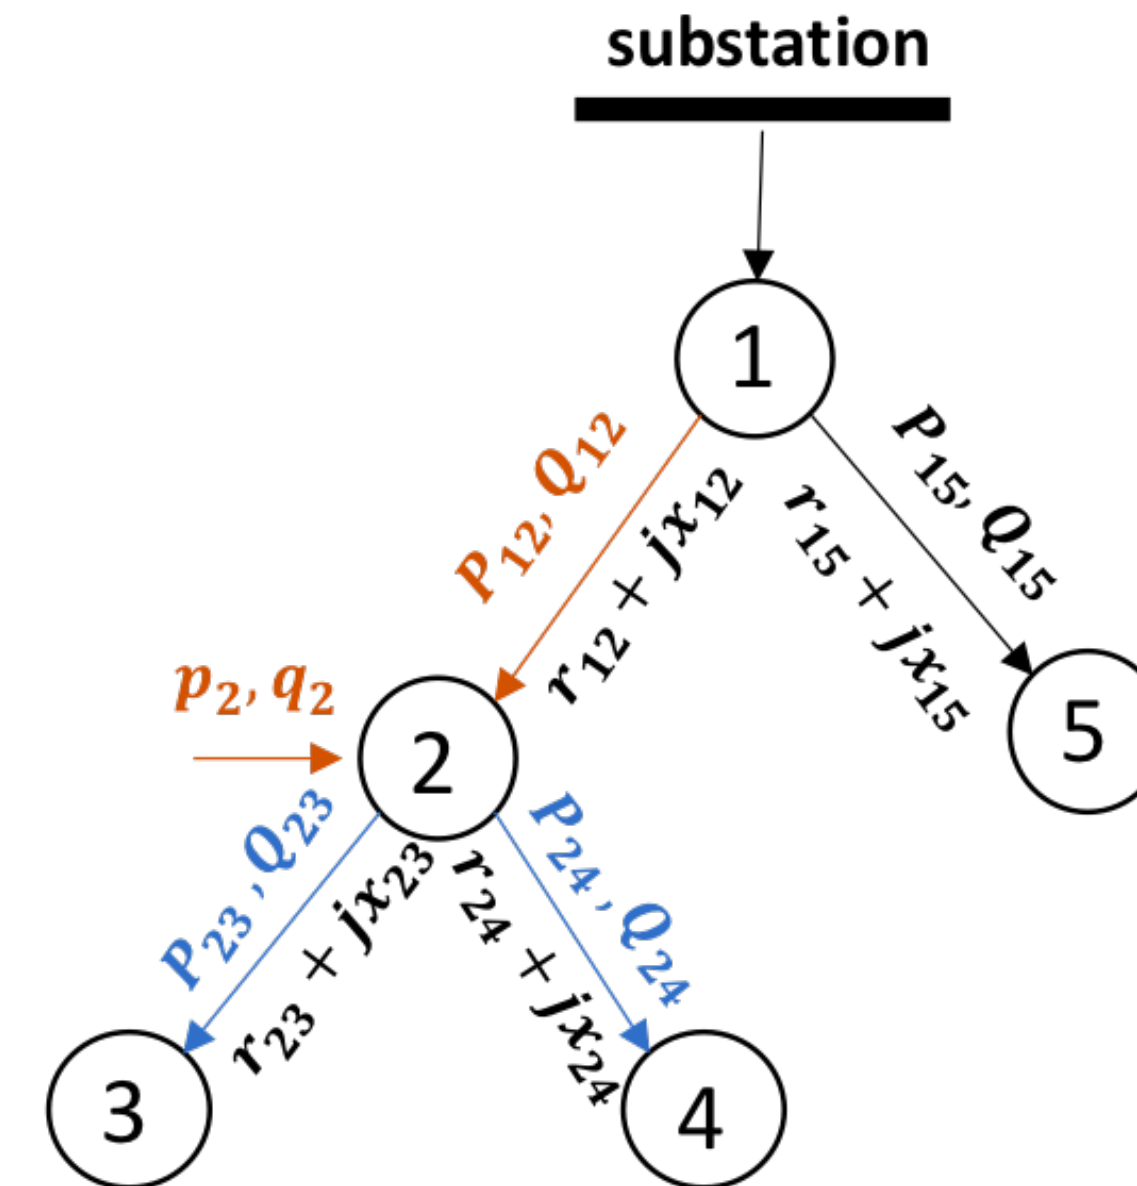 substation
1
P₁₂, Q₁₂
r₁₂ + jx₁₂
P₁₅, Q₁₅
r₁₅ + jx₁₅
p₂, q₂
2
5
P₂₃, Q₂₃
r₂₃ + jx₂₃
P₂₄, Q₂₄
r₂₄ + jx₂₄
3
4